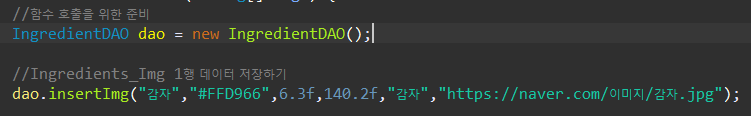 //함수 호출을 위한 준비
IngredientDAO dao = new IngredientDAO();
//Ingredients_Img 1행 데이터 저장하기
dao.insertImg("감자","#FFD966",6.3f,140.2f,"감자","https://naver.com/이미지/감자.jpg");